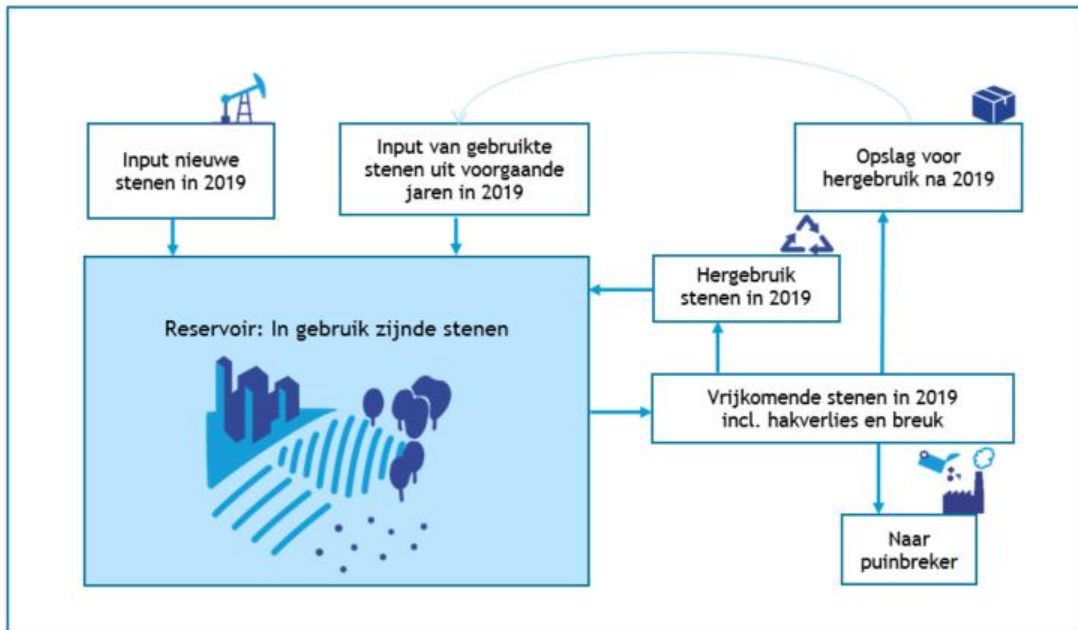 Input nieuwe
stenen in 2019
Input van gebruikte
stenen uit voorgaande
jaren in 2019
Opslag voor
hergebruik na 2019
Hergebruik
stenen in 2019
Reservoir: In gebruik zijnde stenen
Vrijkomende stenen in 2019
incl. hakverlies en breuk
Naar
puinbreker